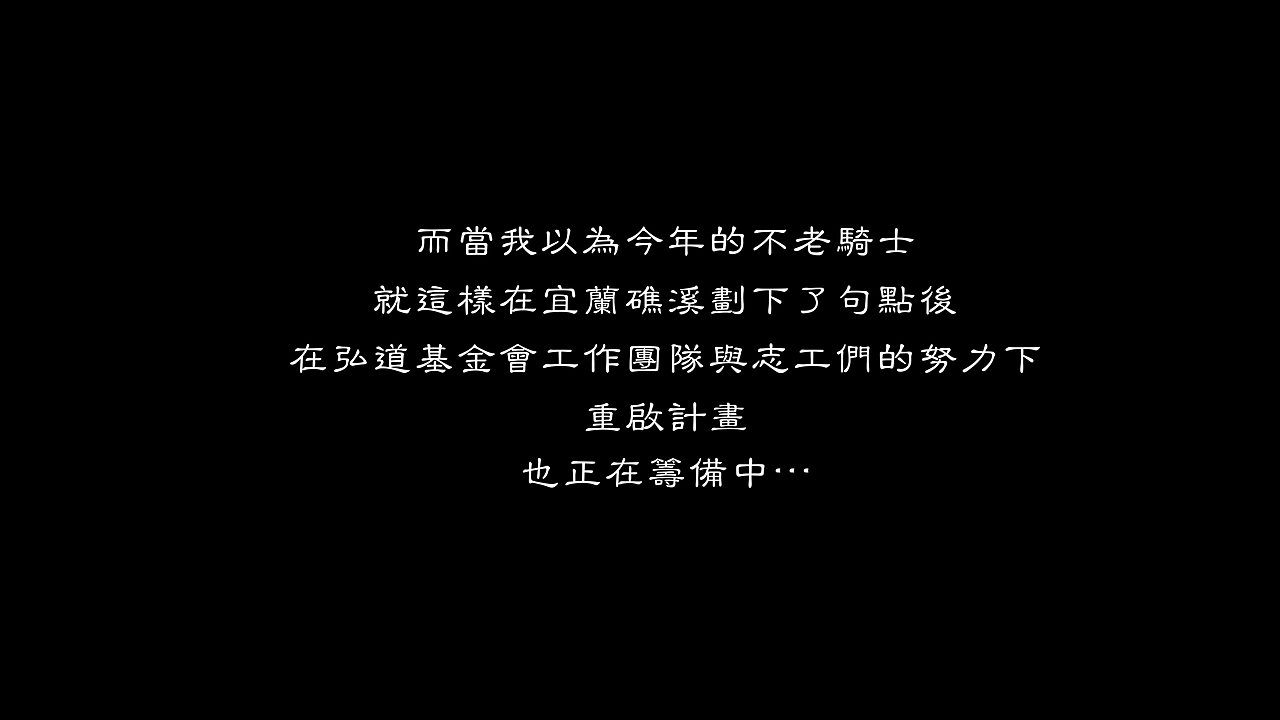 而當我以為今年的不老騎士
就這樣在宜蘭礁溪劃下了句點後
在弘道基金會工作團隊與志工們的努力下
重啟計畫
也正在籌備中…